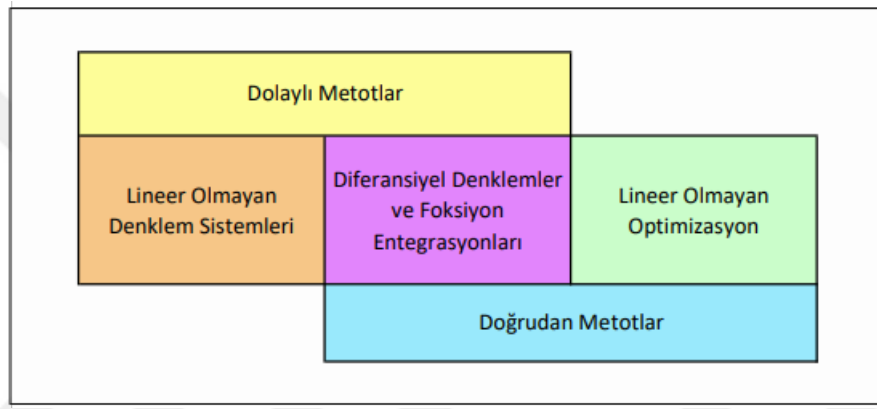 Dolaylı Metotlar
Lineer Olmayan
Denklem Sistemleri
Diferansiyel Denklemler
ve Foksiyon
Entegrasyonları
Lineer Olmayan
Optimizasyon
Doğrudan Metotlar